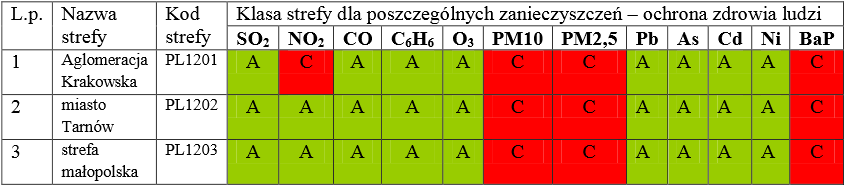 L.p. Nazwa strefy Kod strefy Klasa strefy dla poszczególnych zanieczyszczeń – ochrona zdrowia ludzi
SO₂ NO₂ CO C₆H₆ O₃ PM10 PM2,5 Pb As Cd Ni BaP
1 Aglomeracja Krakowska PL1201 A C A A A C C A A A A C
2 miasto Tarnów PL1202 A A A A A C C A A A A C
3 strefa małopolska PL1203 A A A A A C C A A A A C